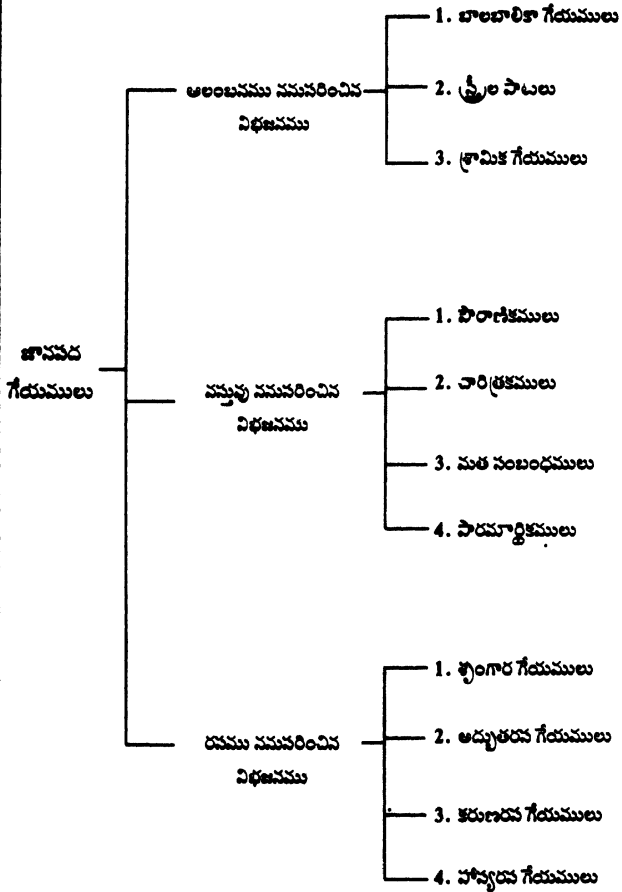 1. బాలబాలికా గేయములు
ఆలంబనము ననుసరించిన
విభజనము
2. స్త్రీల పాటలు
3. శ్రామిక గేయములు
జానపద
గేయములు
1. పౌరాణికములు
వస్తువు ననుసరించిన
విభజనము
2. చారిత్రకములు
3. మత సంబంధములు
4. పారమార్థికములు
1. శృంగార గేయములు
రసము ననుసరించిన
విభజనము
2. అద్భుతరస గేయములు
3. కరుణరస గేయములు
4. హాస్యరస గేయములు